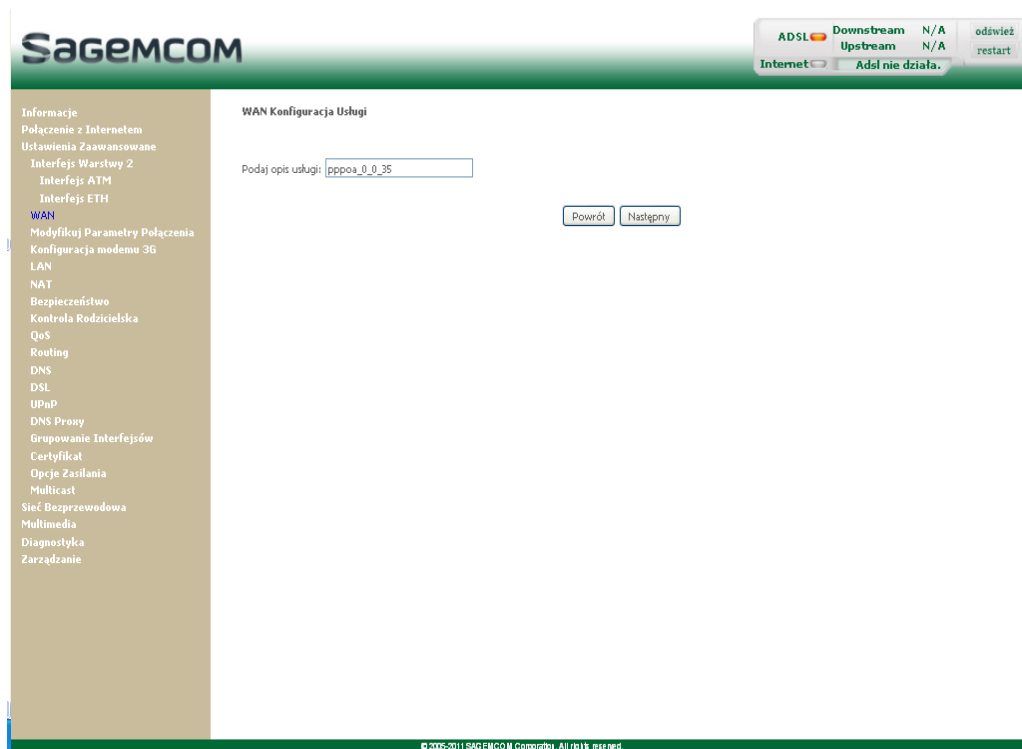 SAGEMCOM
ADSL
Downstream N/A
Upstream N/A
Internet
Adsl nie działa.
odśwież
restart
Informacje
Połączenie z Internetem
Ustawienia Zaawansowane
Interfejs Warstwy 2
Interfejs ATM
Interfejs ETH
WAN
Modyfikuj Parametry Połączenia
Konfiguracja modemu 3G
LAN
NAT
Bezpieczeństwo
Kontrola Rodzicielska
QoS
Routing
DNS
DSL
UPnP
DNS Proxy
Grupowanie Interfejsów
Certyfikat
Opcje Zasilania
Multicast
Sieć Bezprzewodowa
Multimedia
Diagnostyka
Zarządzanie
WAN Konfiguracja Usługi
Podaj opis usługi: pppoa_0_0_35
Powrót Następny
© 2005-2011 SAGEMCOM Corporation. All rights reserved.